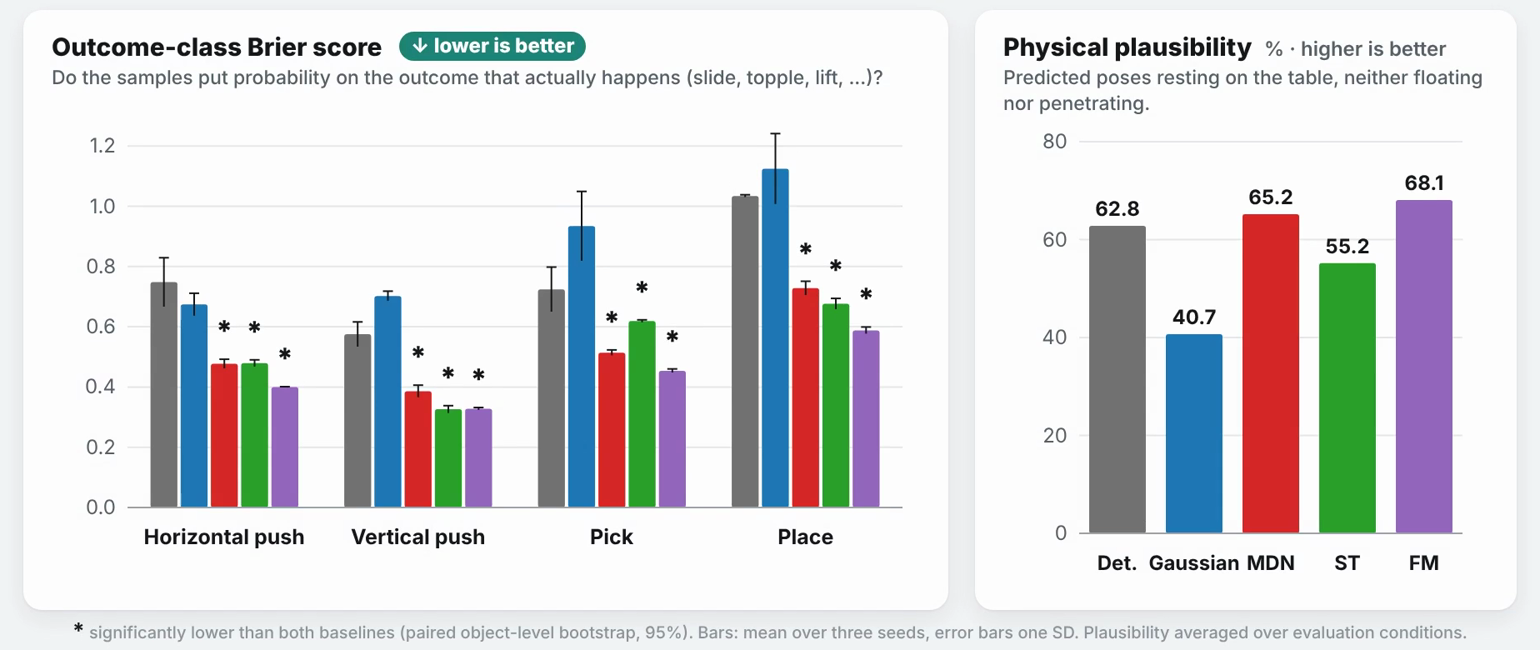 Outcome-class Brier score ↓ lower is better
Do the samples put probability on the outcome that actually happens (slide, topple, lift, ...)?
1.2
1.0
0.8
0.6
0.4
0.2
0.0
* * *
* * *
* * *
* * *
Horizontal push Vertical push Pick Place
Physical plausibility % · higher is better
Predicted poses resting on the table, neither floating
nor penetrating.
80
60
40
20
0
62.8 40.7 65.2 55.2 68.1
Det. Gaussian MDN ST FM
* significantly lower than both baselines (paired object-level bootstrap, 95%). Bars: mean over three seeds, error bars one SD. Plausibility averaged over evaluation conditions.